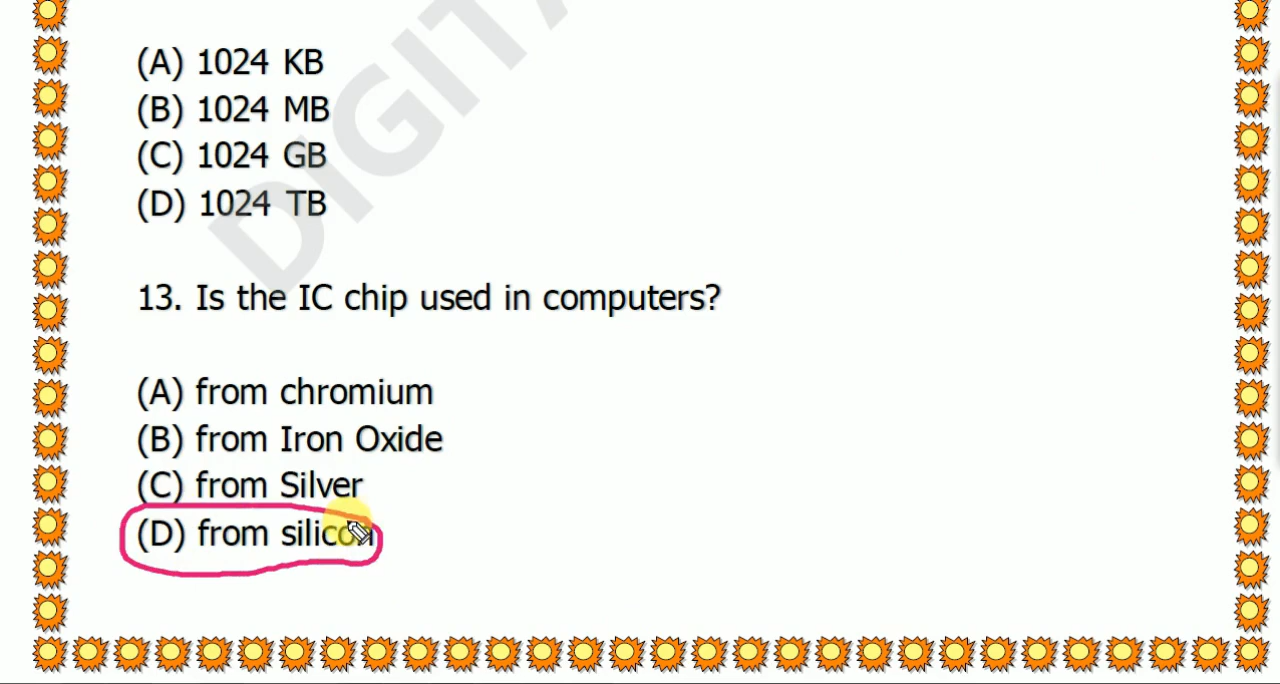 (A) 1024 KB
(B) 1024 MB
(C) 1024 GB
(D) 1024 TB
13. Is the IC chip used in computers?
(A) from chromium
(B) from Iron Oxide
(C) from Silver
(D) from silicon
DIGITA